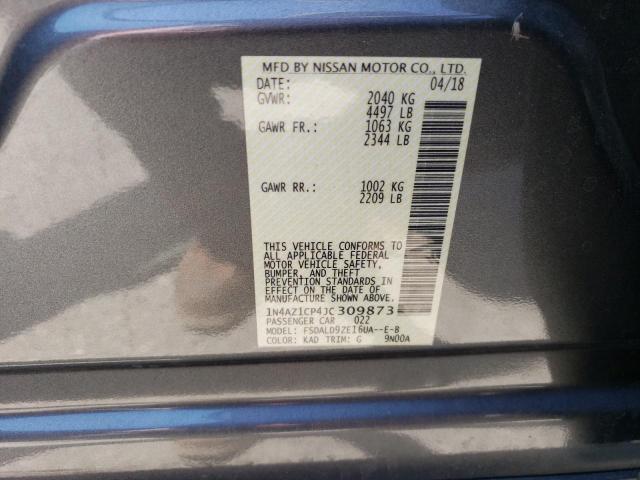 MFD BY NISSAN MOTOR CO., LTD.
DATE: 04/18
GVWR: 2040 KG
4497 LB
GAWR FR.: 1063 KG
2344 LB
GAWR RR.: 1002 KG
2209 LB
THIS VEHICLE CONFORMS TO
ALL APPLICABLE FEDERAL
MOTOR VEHICLE SAFETY,
BUMPER, AND THEFT
PREVENTION STANDARDS IN
EFFECT ON THE DATE OF
MANUFACTURE SHOWN ABOVE.
1N4AZ1CP4JC309873
PASSENGER CAR 022
MODEL: FSDALD9ZE16UA--E-B
COLOR: KAD TRIM: G 9N00A